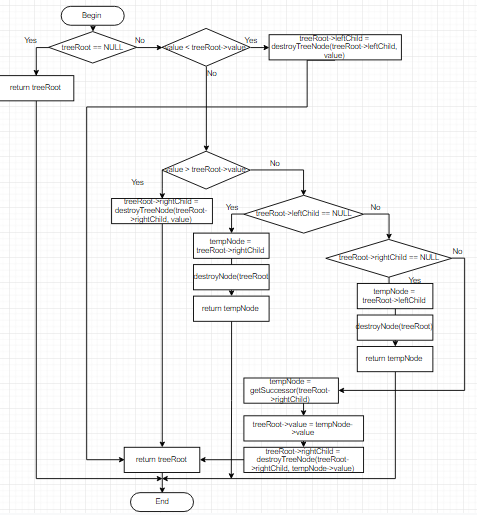 Begin
Yes
treeRoot == NULL
No
value < treeRoot->value
Yes
treeRoot->leftChild =
destroyTreeNode(treeRoot->leftChild,
value)
return treeRoot
No
value > treeRoot->value
No
Yes
treeRoot->rightChild =
destroyTreeNode(treeRoot-
>rightChild, value)
Yes
treeRoot->leftChild == NULL
No
tempNode =
treeRoot->rightChild
destroyNode(treeRoot
return tempNode
treeRoot->rightChild == NULL
No
Yes
tempNode =
treeRoot->leftChild
destroyNode(treeRoot)
return tempNode
tempNode =
getSuccessor(treeRoot-
>rightChild)
treeRoot->value = tempNode-
>value
treeRoot->rightChild =
destroyTreeNode(treeRoot-
>rightChild, tempNode->value)
return treeRoot
End